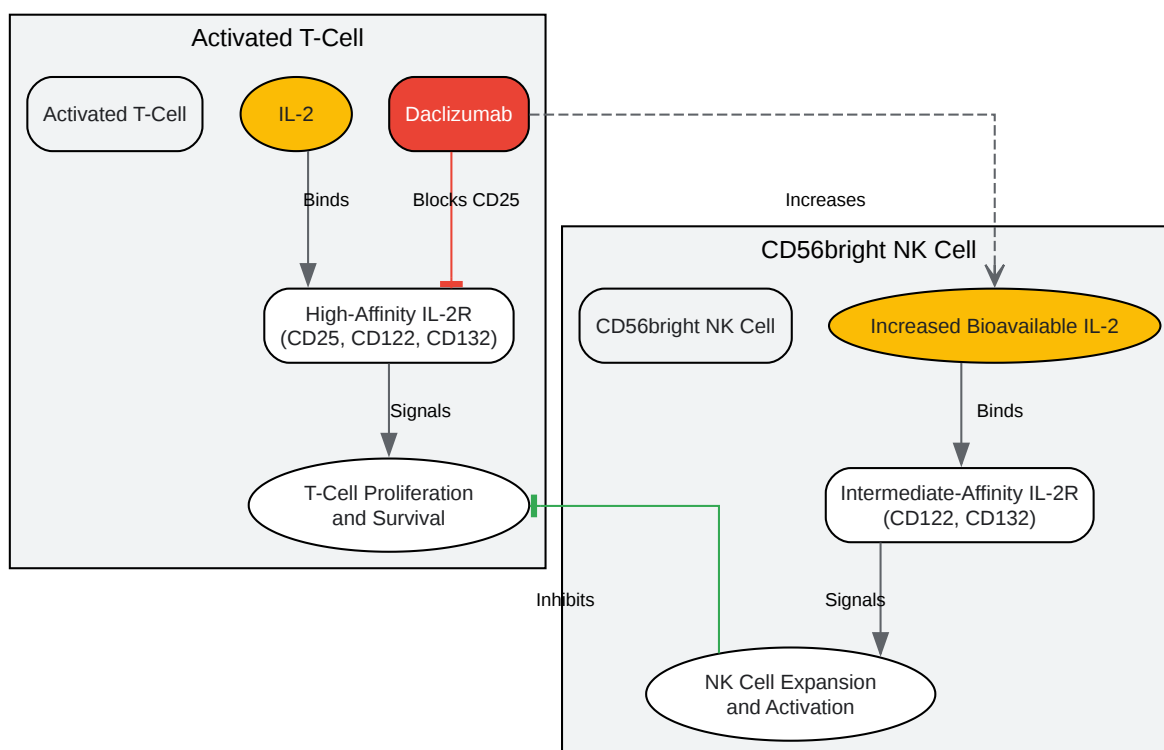 Activated T-Cell
Activated T-Cell
IL-2
Daclizumab
Binds
Blocks CD25
Increases
High-Affinity IL-2R
(CD25, CD122, CD132)
Signals
T-Cell Proliferation
and Survival
CD56bright NK Cell
CD56bright NK Cell
Increased Bioavailable IL-2
Binds
Intermediate-Affinity IL-2R
(CD122, CD132)
Inhibits
Signals
NK Cell Expansion
and Activation